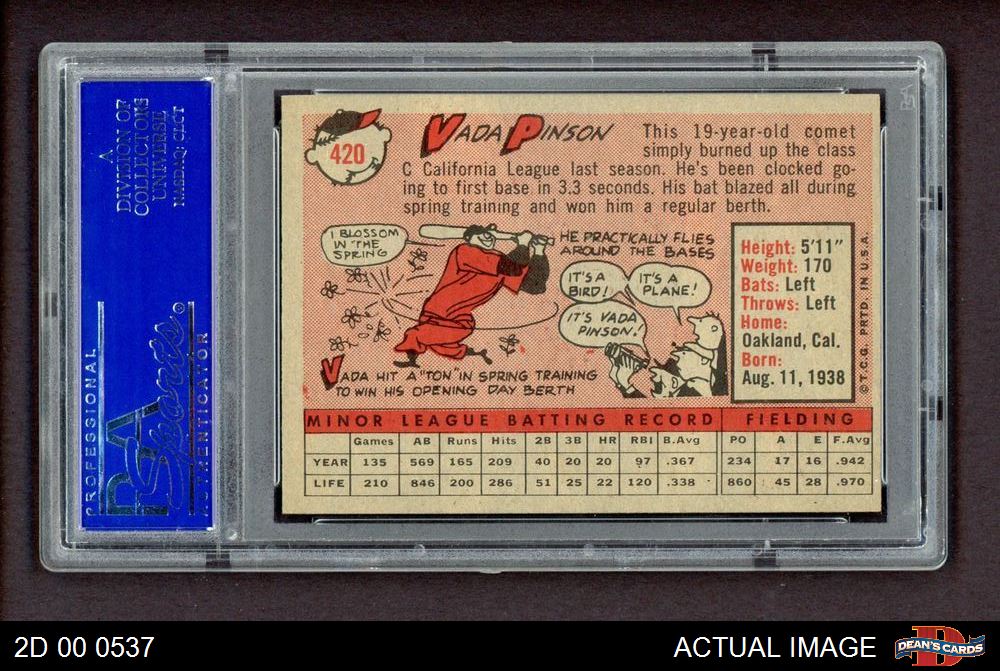 A
DIVISION OF
COLLECTORS
UNIVERSE
NASDAQ: CLCT
PROFESSIONAL
PSA
Sports
AUTHENTICATOR
PSA
420
VADA PINSON
This 19-year-old comet
simply burned up the class
C California League last season. He's been clocked go-
ing to first base in 3.3 seconds. His bat blazed all during
spring training and won him a regular berth.
I BLOSSOM
IN THE
SPRING
HE PRACTICALLY FLIES
AROUND THE BASES
IT'S A
BIRD!
IT'S A
PLANE!
IT'S VADA
PINSON!
VADA HIT A "TON" IN SPRING TRAINING
TO WIN HIS OPENING DAY BERTH
Height: 5'11"
Weight: 170
Bats: Left
Throws: Left
Home:
Oakland, Cal.
Born:
Aug. 11, 1938
© T.C.G. PRTD. IN U.S.A.
MINOR LEAGUE BATTING RECORD FIELDING
Games AB Runs Hits 2B 3B HR RBI B.Avg PO A E F.Avg
YEAR 135 569 165 209 40 20 20 97 .367 234 17 16 .942
LIFE 210 846 200 286 51 25 22 120 .338 860 45 28 .970
2D 00 0537
ACTUAL IMAGE
D
DEAN'S CARDS